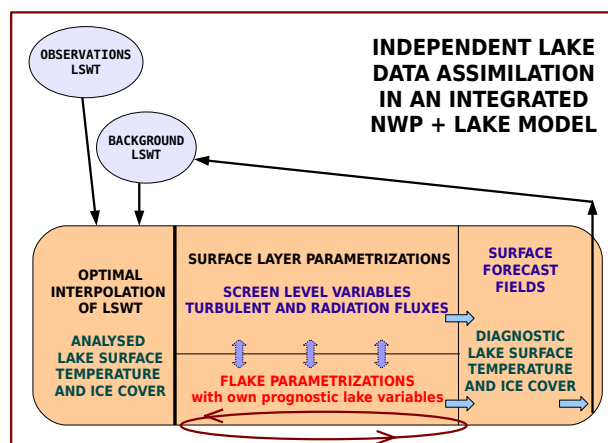 INDEPENDENT LAKE
DATA ASSIMILATION
IN AN INTEGRATED
NWP + LAKE MODEL
OBSERVATIONS
LSWT
BACKGROUND
LSWT
OPTIMAL
INTERPOLATION
OF LSWT
ANALYSED
LAKE SURFACE
TEMPERATURE
AND ICE COVER
SURFACE LAYER PARAMETRIZATIONS
SCREEN LEVEL VARIABLES
TURBULENT AND RADIATION FLUXES
FLAKE PARAMETRIZATIONS
with own prognostic lake variables
SURFACE
FORECAST
FIELDS
DIAGNOSTIC
LAKE SURFACE
TEMPERATURE
AND ICE COVER